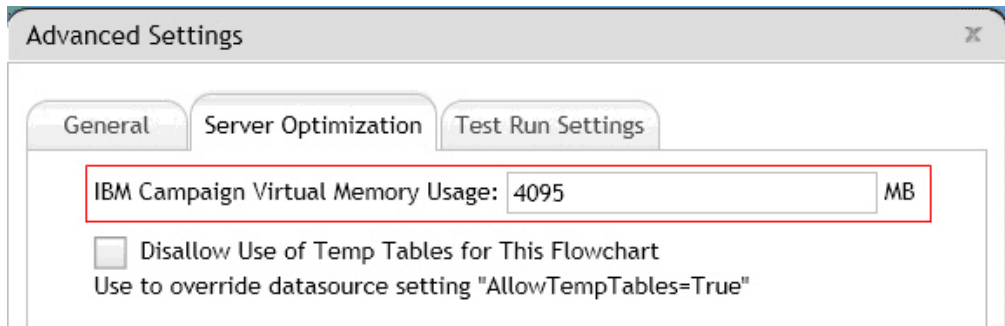 Advanced Settings
General Server Optimization Test Run Settings
IBM Campaign Virtual Memory Usage: 4095 MB
Disallow Use of Temp Tables for This Flowchart
Use to override datasource setting "AllowTempTables=True"